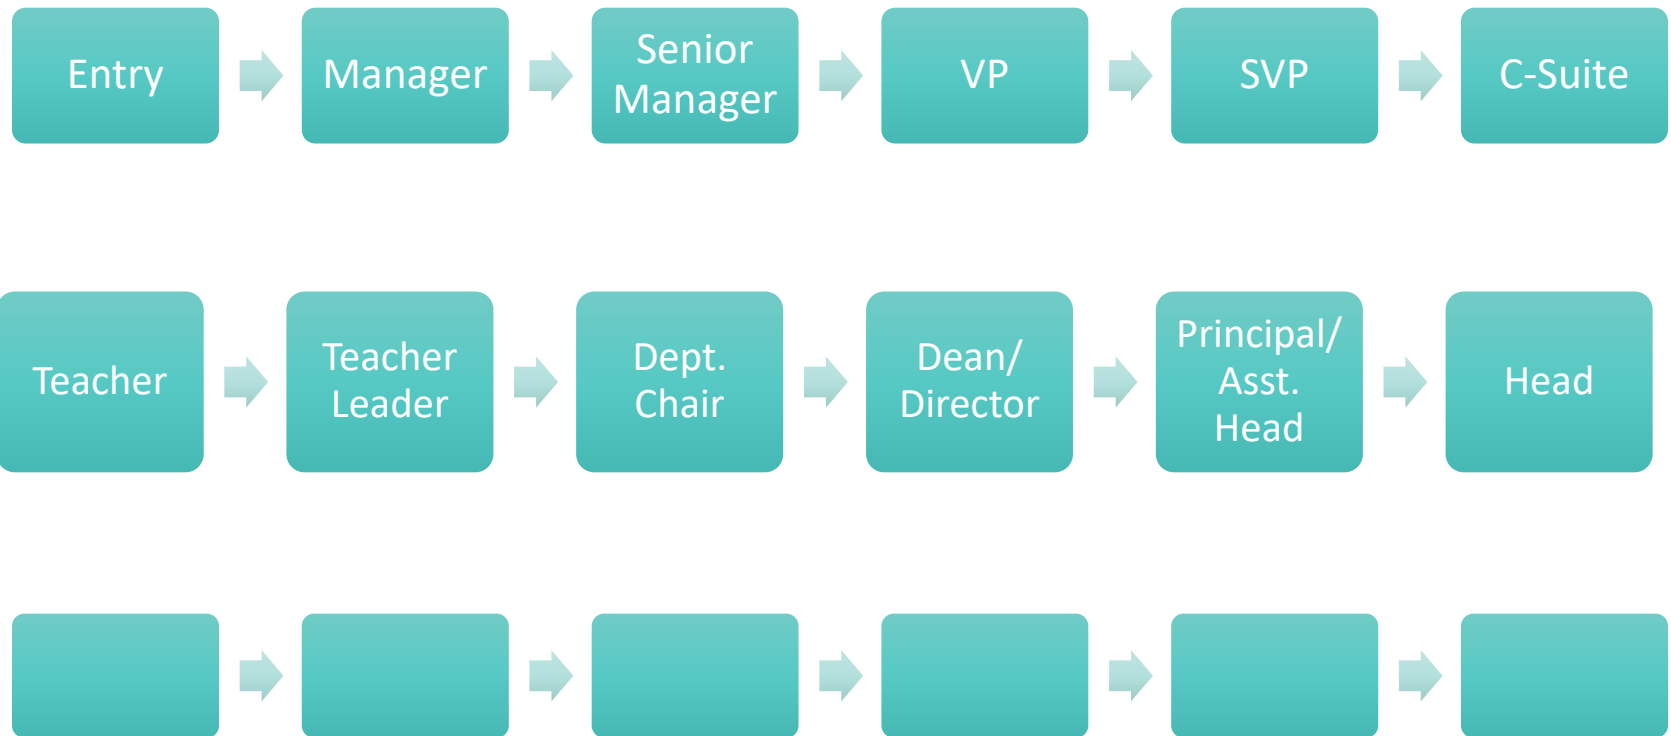 Entry
Manager
Senior
Manager
VP
SVP
C-Suite
Teacher
Teacher
Leader
Dept.
Chair
Dean/
Director
Principal/
Asst.
Head
Head